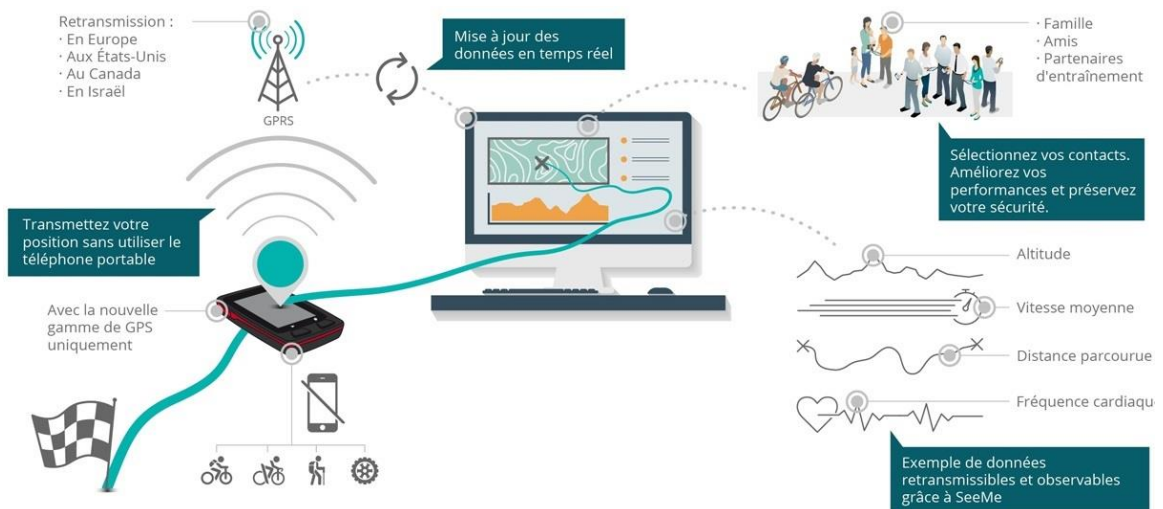 Retransmission :
· En Europe
· Aux États-Unis
· Au Canada
· En Israël
GPRS
Mise à jour des
données en temps réel
· Famille
· Amis
· Partenaires
d'entraînement
Sélectionnez vos contacts.
Améliorez vos
performances et préservez
votre sécurité.
Transmettez votre
position sans utiliser le
téléphone portable
Avec la nouvelle
gamme de GPS
uniquement
Altitude
Vitesse moyenne
Distance parcourue
Fréquence cardiaqu
Exemple de données
retransmissibles et observables
grâce à SeeMe